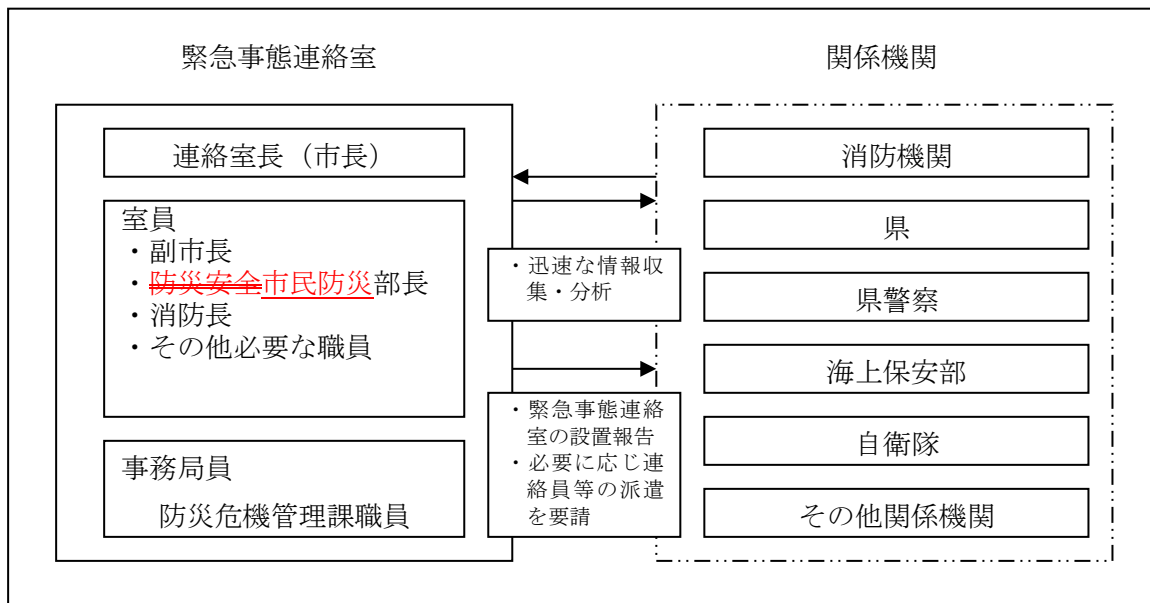 緊急事態連絡室
連絡室長（市長）
室員
・副市長
・防災安全市民防災部長
・消防長
・その他必要な職員
事務局員
防災危機管理課職員
・迅速な情報収
集・分析
・緊急事態連絡
室の設置報告
・必要に応じ連
絡員等の派遣
を要請
関係機関
消防機関
県
県警察
海上保安部
自衛隊
その他関係機関